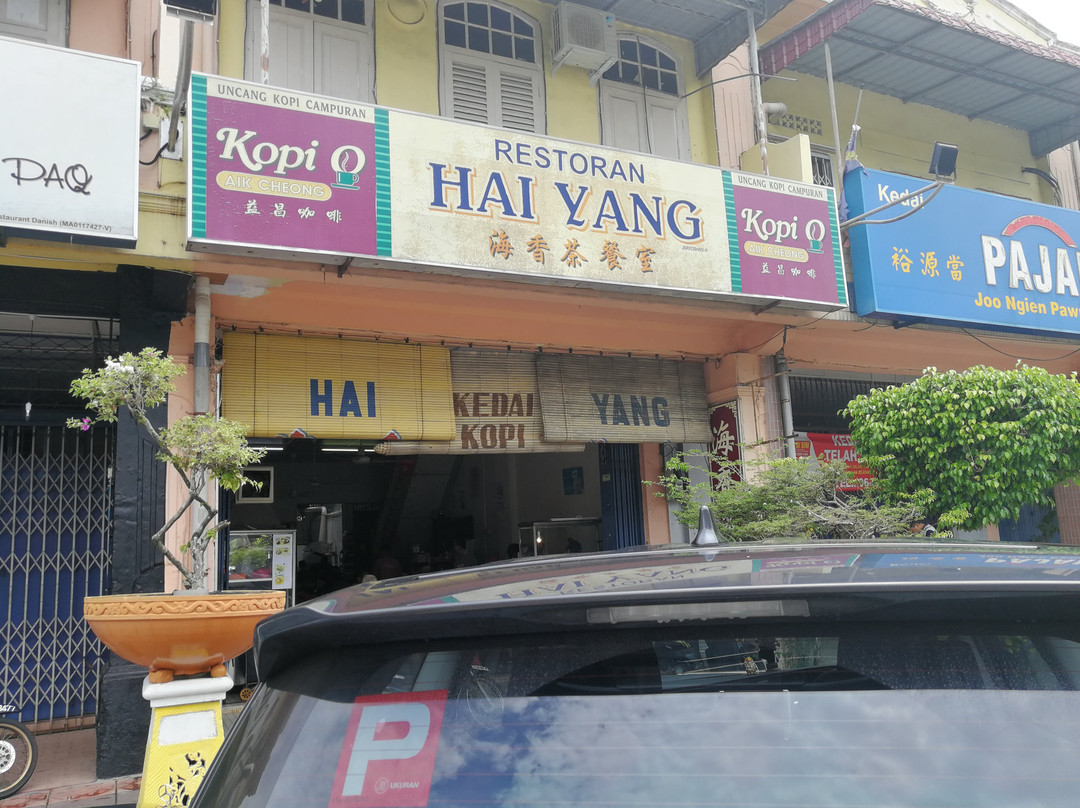 PAQ
Restaurant Danish (MA0117427-V)
UNCANG KOPI CAMPURAN
Kopi O
AIK CHEONG
益昌咖啡
RESTORAN
HAI YANG
海香茶餐室
UNCANG KOPI CAMPURAN
Kopi O
AIK CHEONG
益昌咖啡
Kedai
裕源當
PAJA
Joo Ngien Paw
HAI
KEDAI
KOPI
YANG
海
KE
TELAH
P